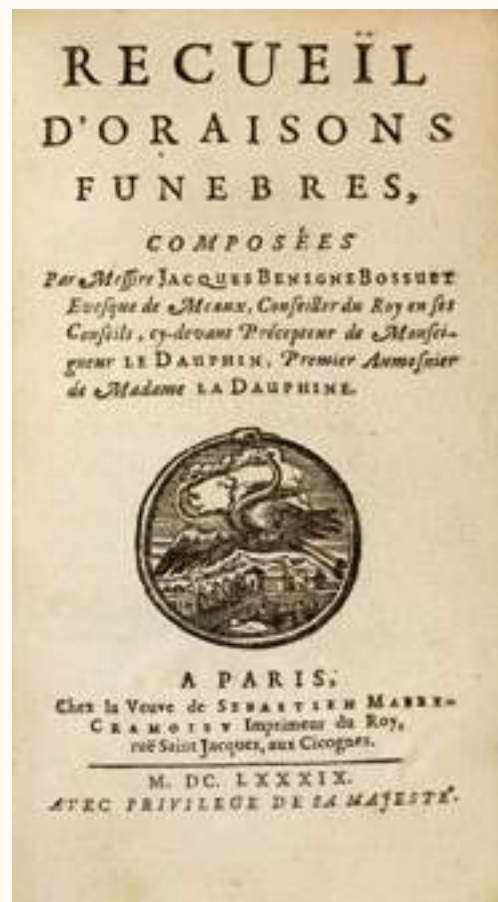 RECUEÏL
D'ORAISONS
FUNEBRES,
COMPOSÉES
Par Messire JACQUES BENIGNE BOSSUET
Evesque de Meaux, Conseiller du Roy en ses
Conseils, cy-devant Précepteur de Monsei-
gneur LE DAUPHIN, Premier Aumosnier
de Madame LA DAUPHINE.
A PARIS,
Chez la Veuve de SEBASTIEN MABRE-
CRAMOISY Imprimeur du Roy,
ruë Saint Jacques, aux Cicognes.
M. DC. LXXXIX.
AVEC PRIVILEGE DE SA MAJESTÉ.